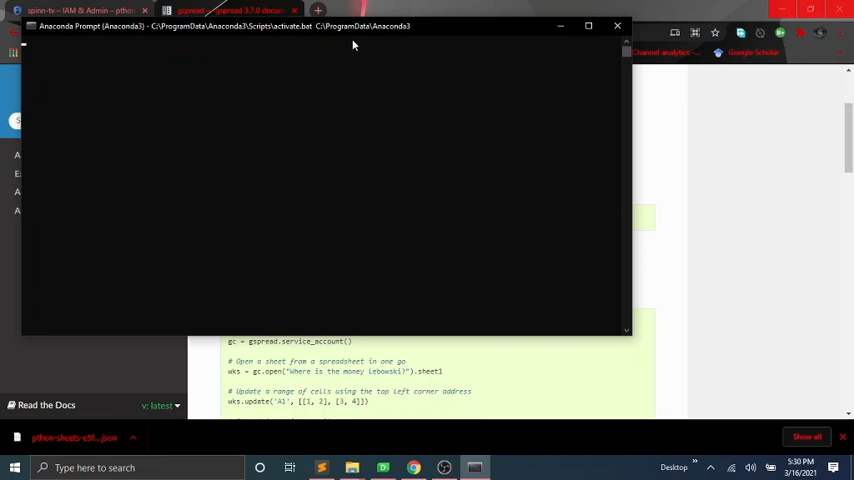 spinn-tv – IAM & Admin – pthon-
gspread — gspread 3.7.0 docum
Anaconda Prompt (Anaconda3) - C:\ProgramData\Anaconda3\Scripts\activate.bat C:\ProgramData\Anaconda3
Channel analytics -...
Google Scholar
gc = gspread.service_account()
# Open a sheet from a spreadsheet in one go
wks = gc.open("Where is the money Lebowski?").sheet1
# Update a range of cells using the top left corner address
wks.update('A1', [[1, 2], [3, 4]])
Read the Docs
v: latest
pthon-sheets-e5f....json
Show all
Type here to search
Desktop
5:30 PM
3/16/2021